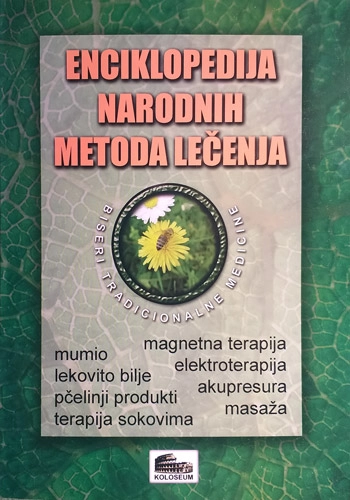 ENCIKLOPEDIJA
NARODNIH
METODA LEČENJA
BISERI TRADICIONALNE MEDICINE
mumio
lekovito bilje
pčelinji produkti
terapija sokovima
magnetna terapija
elektroterapija
akupresura
masaža
KOLOSEUM